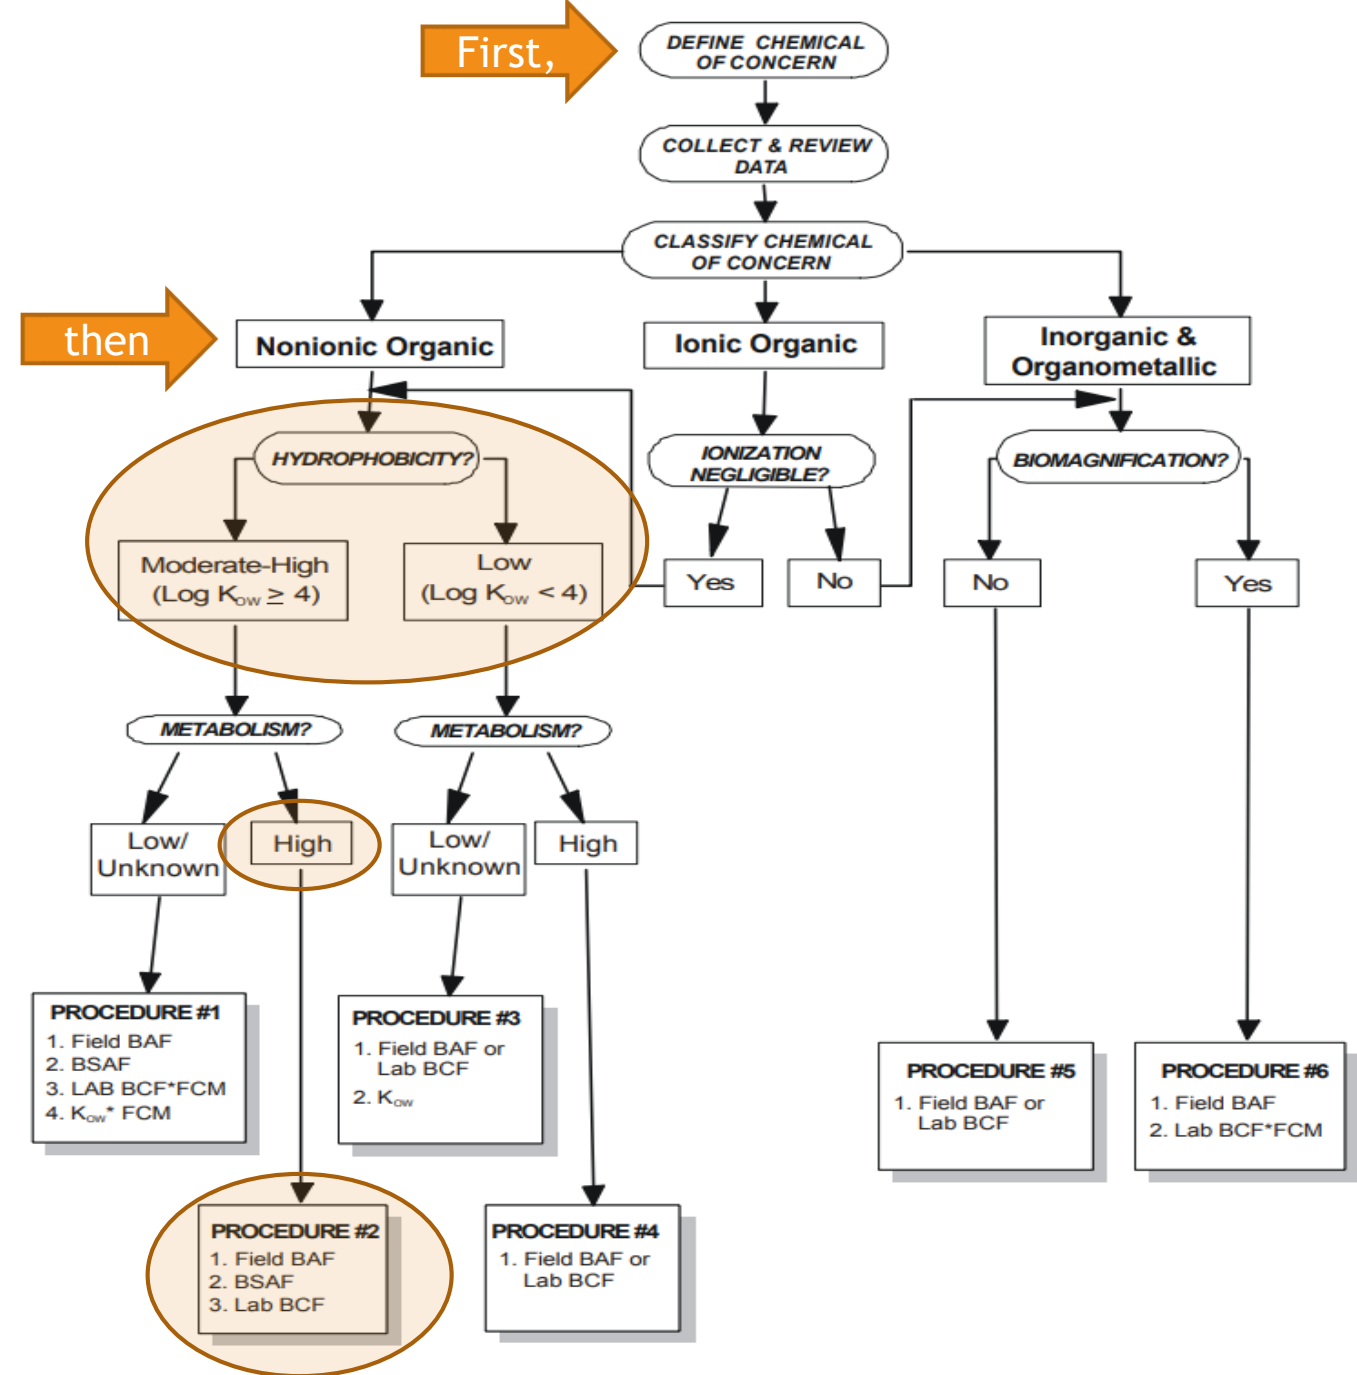 First,
DEFINE CHEMICAL
OF CONCERN
COLLECT & REVIEW
DATA
CLASSIFY CHEMICAL
OF CONCERN
then
Nonionic Organic
Ionic Organic
Inorganic &
Organometallic
HYDROPHOBICITY?
IONIZATION
NEGLIGIBLE?
BIOMAGNIFICATION?
Moderate-High
(Log Kow ≥ 4)
Low
(Log Kow < 4)
Yes
No
No
Yes
METABOLISM?
METABOLISM?
Low/
Unknown
High
Low/
Unknown
High
PROCEDURE #1
1. Field BAF
2. BSAF
3. LAB BCF*FCM
4. Kow* FCM
PROCEDURE #3
1. Field BAF or
Lab BCF
2. Kow
PROCEDURE #5
1. Field BAF or
Lab BCF
PROCEDURE #6
1. Field BAF
2. Lab BCF*FCM
PROCEDURE #2
1. Field BAF
2. BSAF
3. Lab BCF
PROCEDURE #4
1. Field BAF or
Lab BCF